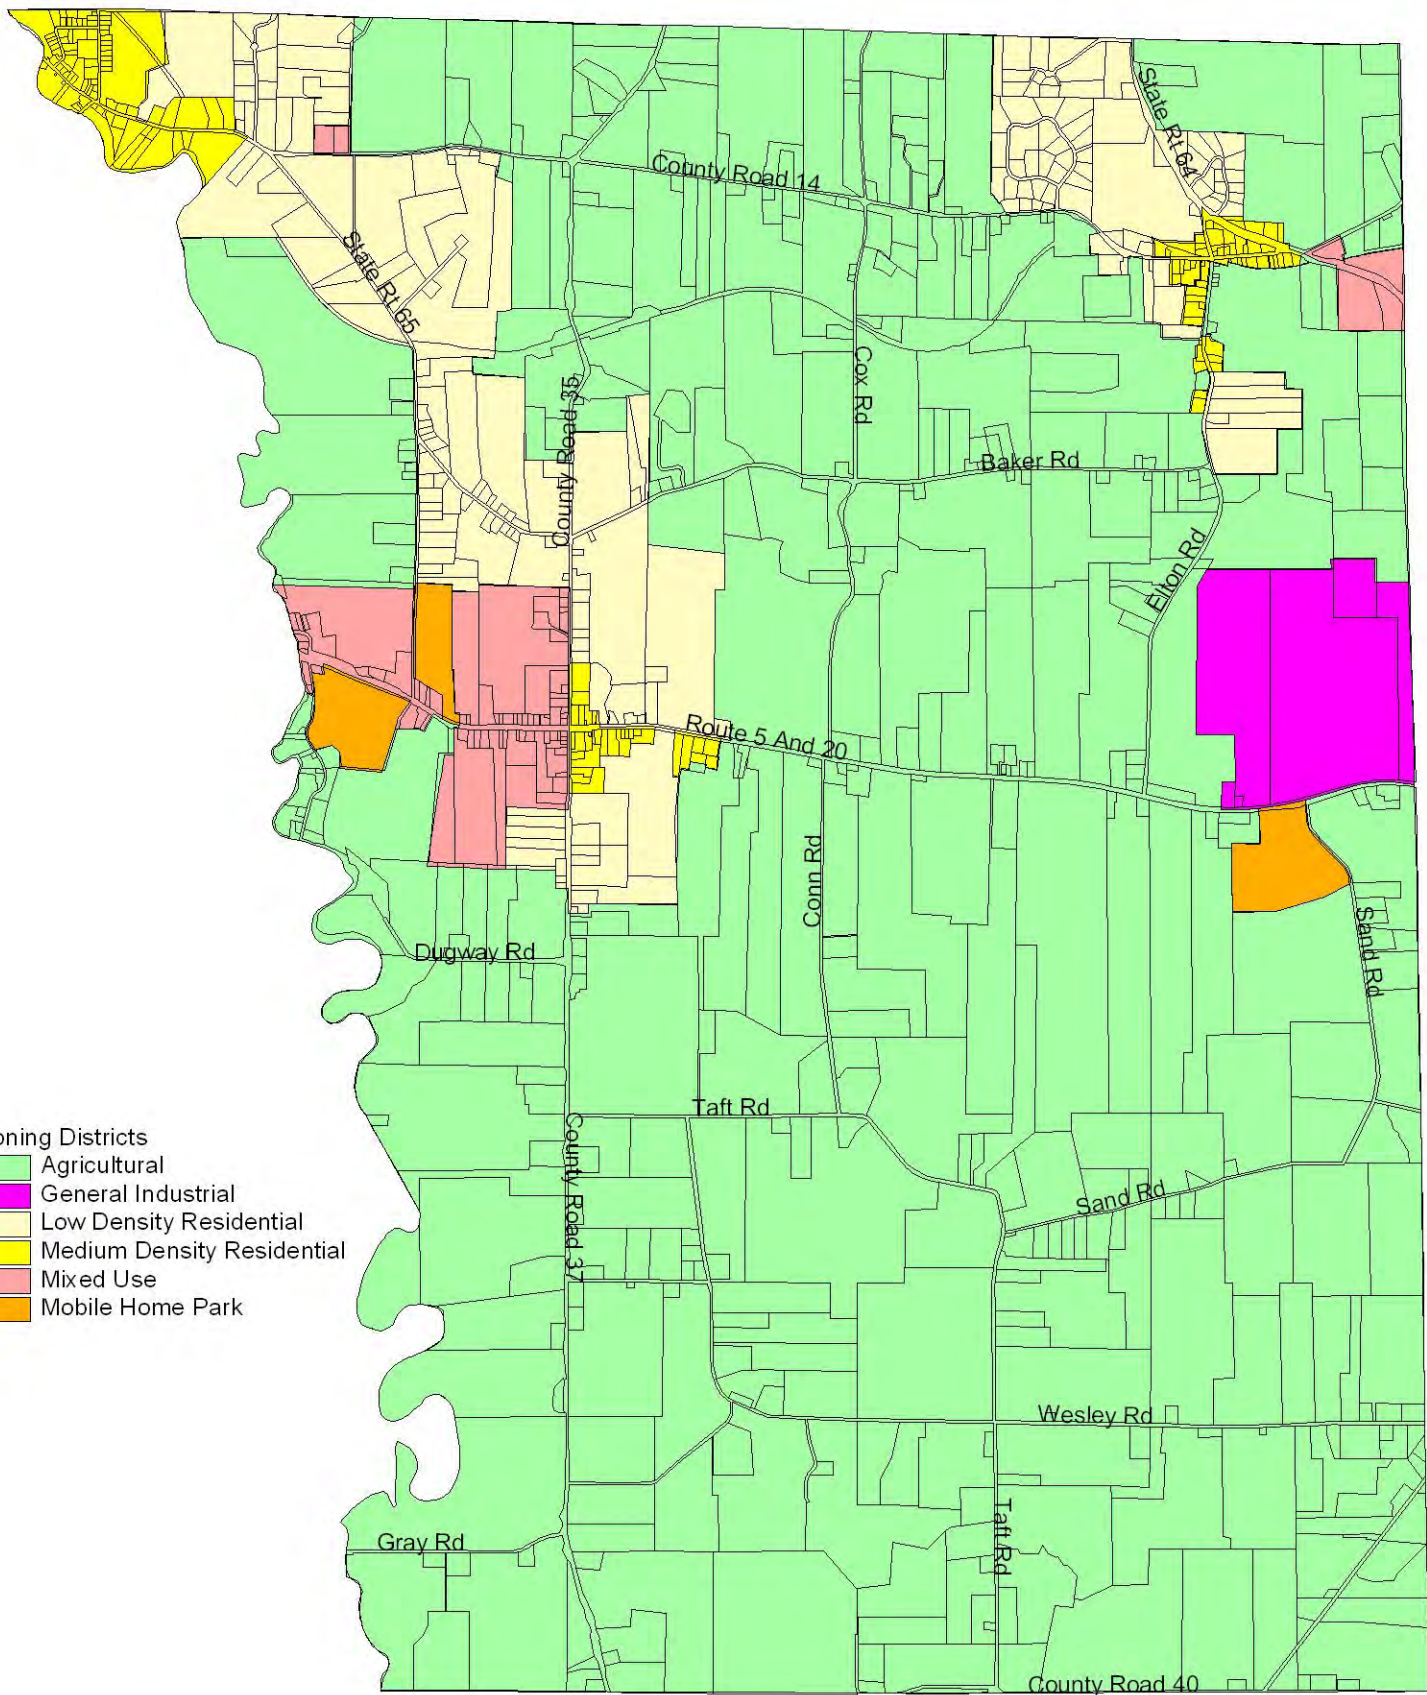 State Rt 64
County Road 14
State Rt 65
Cox Rd
County Road 35
Baker Rd
Elton Rd
Route 5 And 20
Conn Rd
Sand Rd
Dugway Rd
Taft Rd
County Road 37
Sand Rd
oning Districts
Agricultural
General Industrial
Low Density Residential
Medium Density Residential
Mixed Use
Mobile Home Park
Wesley Rd
Taft Rd
Gray Rd
County Road 40